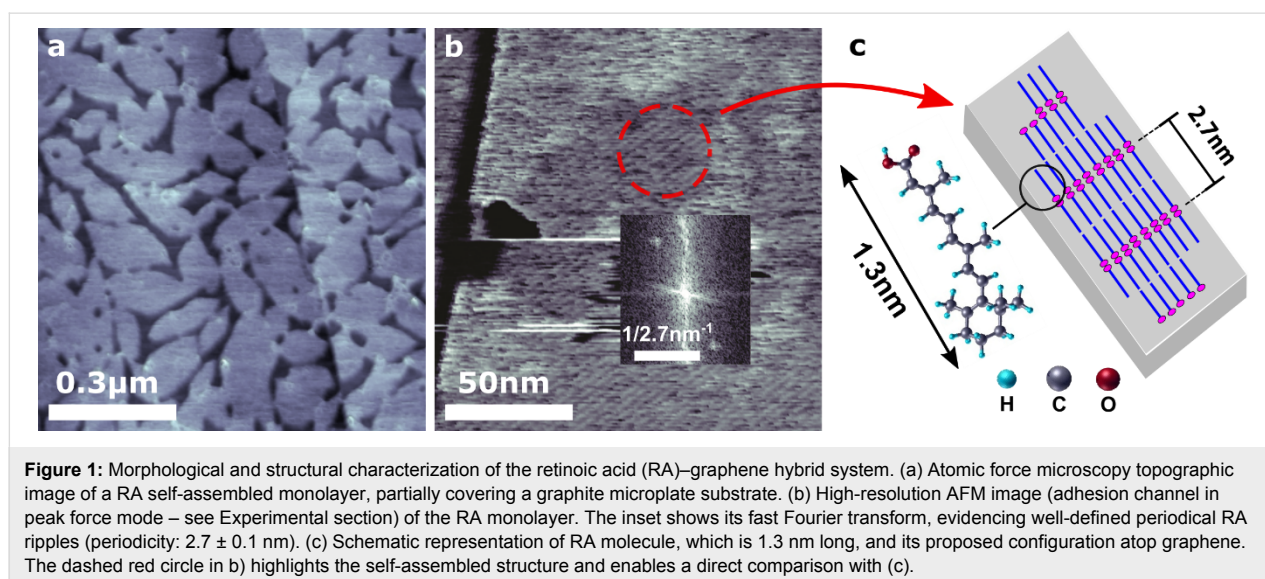 a
0.3µm
b
50nm
1/2.7nm⁻¹
c
2.7nm
1.3nm
H C O
Figure 1: Morphological and structural characterization of the retinoic acid (RA)–graphene hybrid system. (a) Atomic force microscopy topographic
image of a RA self-assembled monolayer, partially covering a graphite microplate substrate. (b) High-resolution AFM image (adhesion channel in
peak force mode – see Experimental section) of the RA monolayer. The inset shows its fast Fourier transform, evidencing well-defined periodical RA
ripples (periodicity: 2.7 ± 0.1 nm). (c) Schematic representation of RA molecule, which is 1.3 nm long, and its proposed configuration atop graphene.
The dashed red circle in b) highlights the self-assembled structure and enables a direct comparison with (c).